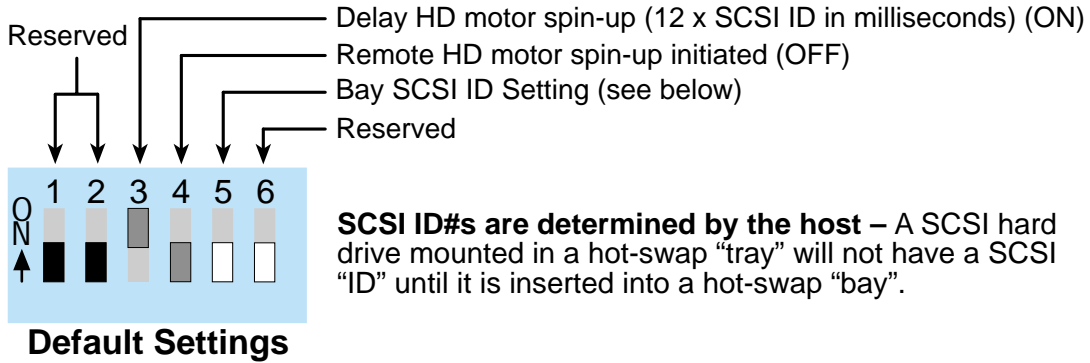 Delay HD motor spin-up (12 x SCSI ID in milliseconds) (ON)
Reserved
Remote HD motor spin-up initiated (OFF)
Bay SCSI ID Setting (see below)
Reserved
1 2 3 4 5 6
ON
SCSI ID#s are determined by the host – A SCSI hard
drive mounted in a hot-swap “tray” will not have a SCSI
“ID” until it is inserted into a hot-swap “bay”.
Default Settings